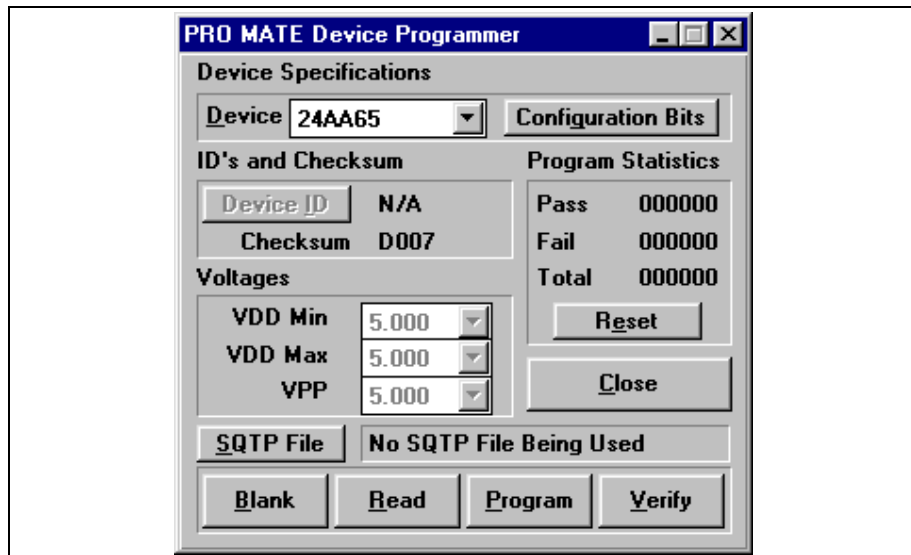 PRO MATE Device Programmer
Device Specifications
Device 24AA65 Configuration Bits
ID's and Checksum
Device ID N/A
Checksum D007
Program Statistics
Pass 000000
Fail 000000
Total 000000
Reset
Voltages
VDD Min 5.000
VDD Max 5.000
VPP 5.000
Close
SQTP File No SQTP File Being Used
Blank Read Program Verify